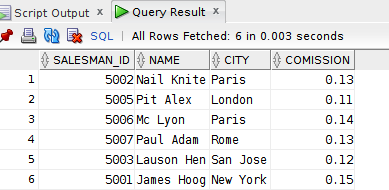 Script Output × Query Result ×
SQL | All Rows Fetched: 6 in 0.003 seconds
SALESMAN_ID NAME CITY COMISSION
1 5002 Nail Knite Paris 0.13
2 5005 Pit Alex London 0.11
3 5006 Mc Lyon Paris 0.14
4 5007 Paul Adam Rome 0.13
5 5003 Lauson Hen San Jose 0.12
6 5001 James Hoog New York 0.15